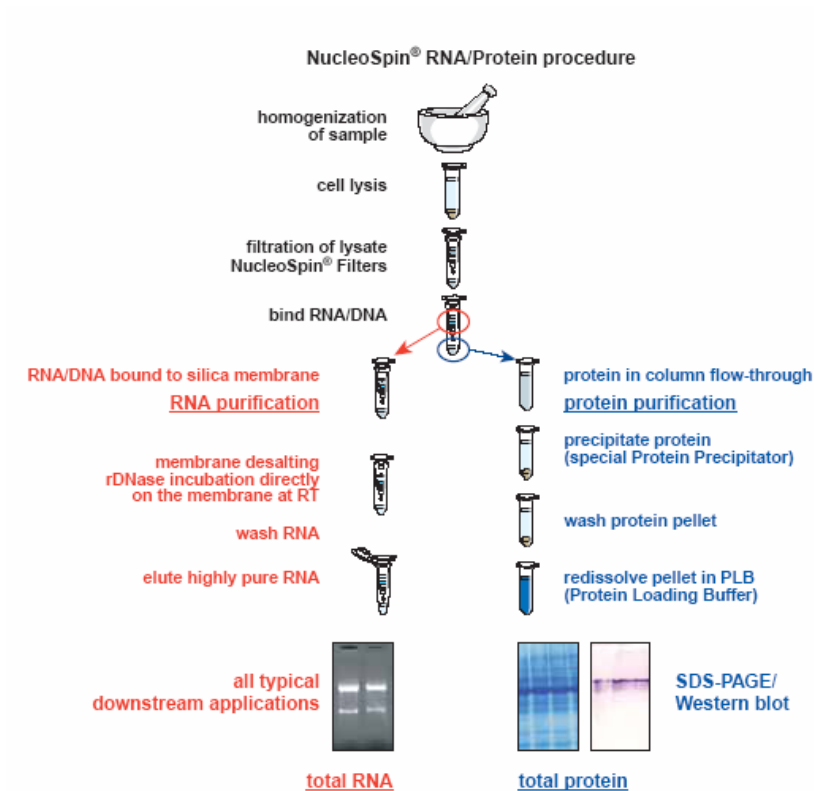 NucleoSpin® RNA/Protein procedure
homogenization
of sample
cell lysis
filtration of lysate
NucleoSpin® Filters
bind RNA/DNA
RNA/DNA bound to silica membrane
RNA purification
protein in column flow-through
protein purification
membrane desalting
rDNase incubation directly
on the membrane at RT
precipitate protein
(special Protein Precipitator)
wash RNA
wash protein pellet
elute highly pure RNA
redissolve pellet in PLB
(Protein Loading Buffer)
all typical
downstream applications
SDS-PAGE/
Western blot
total RNA
total protein